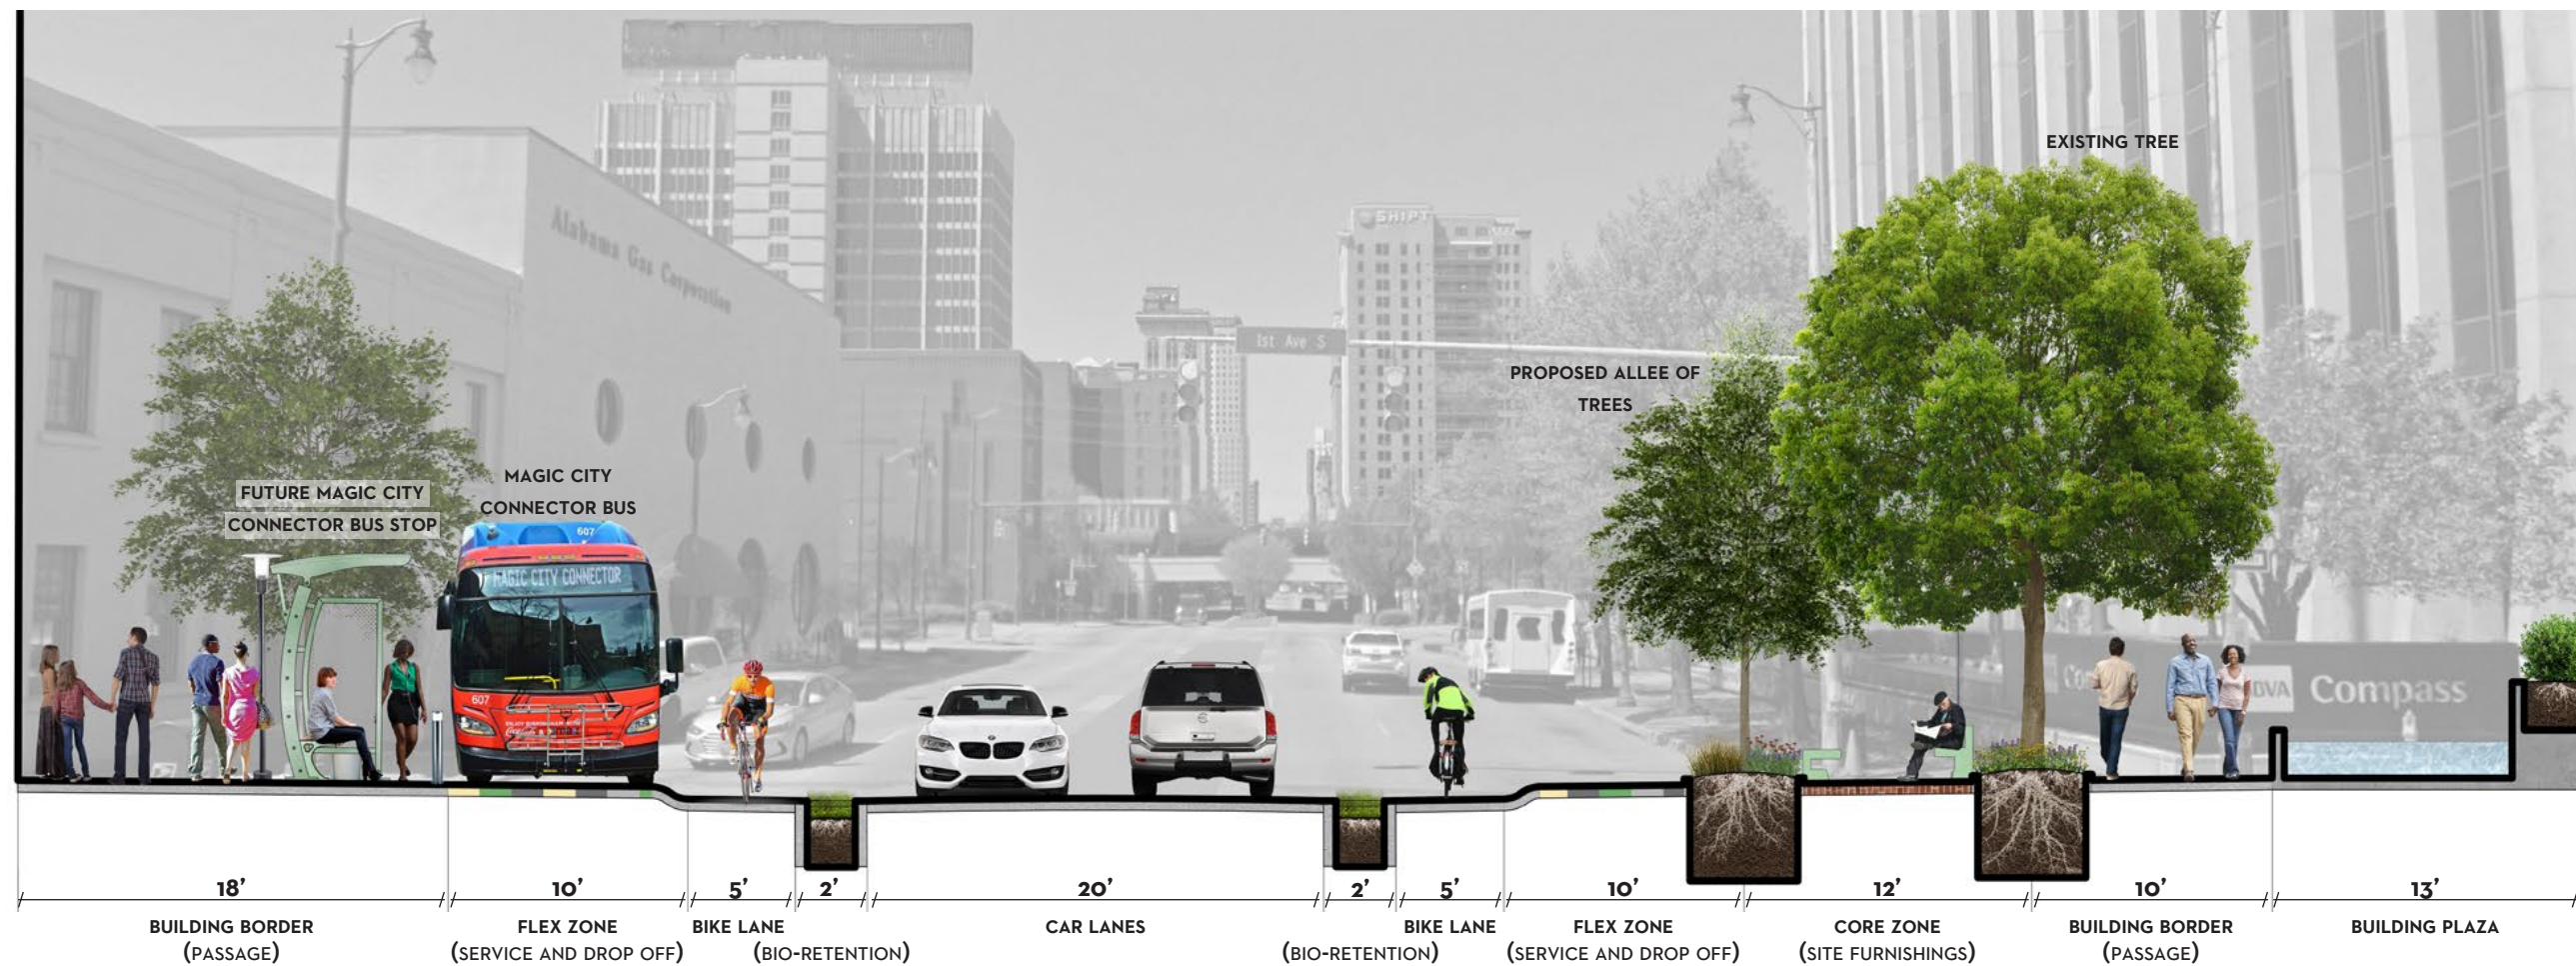 EXISTING TREE
SHIPT
Alabama Gas Corporation
1st Ave S
PROPOSED ALLEE OF
TREES
MAGIC CITY
CONNECTOR BUS
FUTURE MAGIC CITY
CONNECTOR BUS STOP
607
MAGIC CITY CONNECTOR
607
BBVA Compass
18'
10'
5'
2'
20'
2'
5'
10'
12'
10'
13'
BUILDING BORDER
(PASSAGE)
FLEX ZONE
(SERVICE AND DROP OFF)
BIKE LANE
(BIO-RETENTION)
CAR LANES
(BIO-RETENTION)
BIKE LANE
FLEX ZONE
(SERVICE AND DROP OFF)
CORE ZONE
(SITE FURNISHINGS)
BUILDING BORDER
(PASSAGE)
BUILDING PLAZA